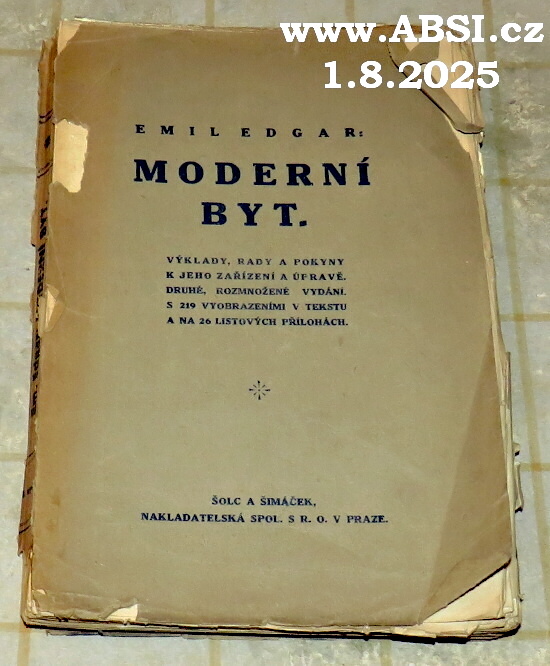 www.ABSI.cz
1.8.2025
EMIL EDGAR:
MODERNÍ
BYT.
VÝKLADY, RADY A POKYNY
K JEHO ZAŘÍZENÍ A ÚPRAVĚ.
DRUHÉ, ROZMNOŽENÉ VYDÁNÍ.
S 219 VYOBRAZENÍMI V TEKSTU
A NA 26 LISTOVÝCH PŘÍLOHÁCH.
ŠOLC A ŠIMÁČEK,
NAKLADATELSKÁ SPOL. S R. O. V PRAZE.